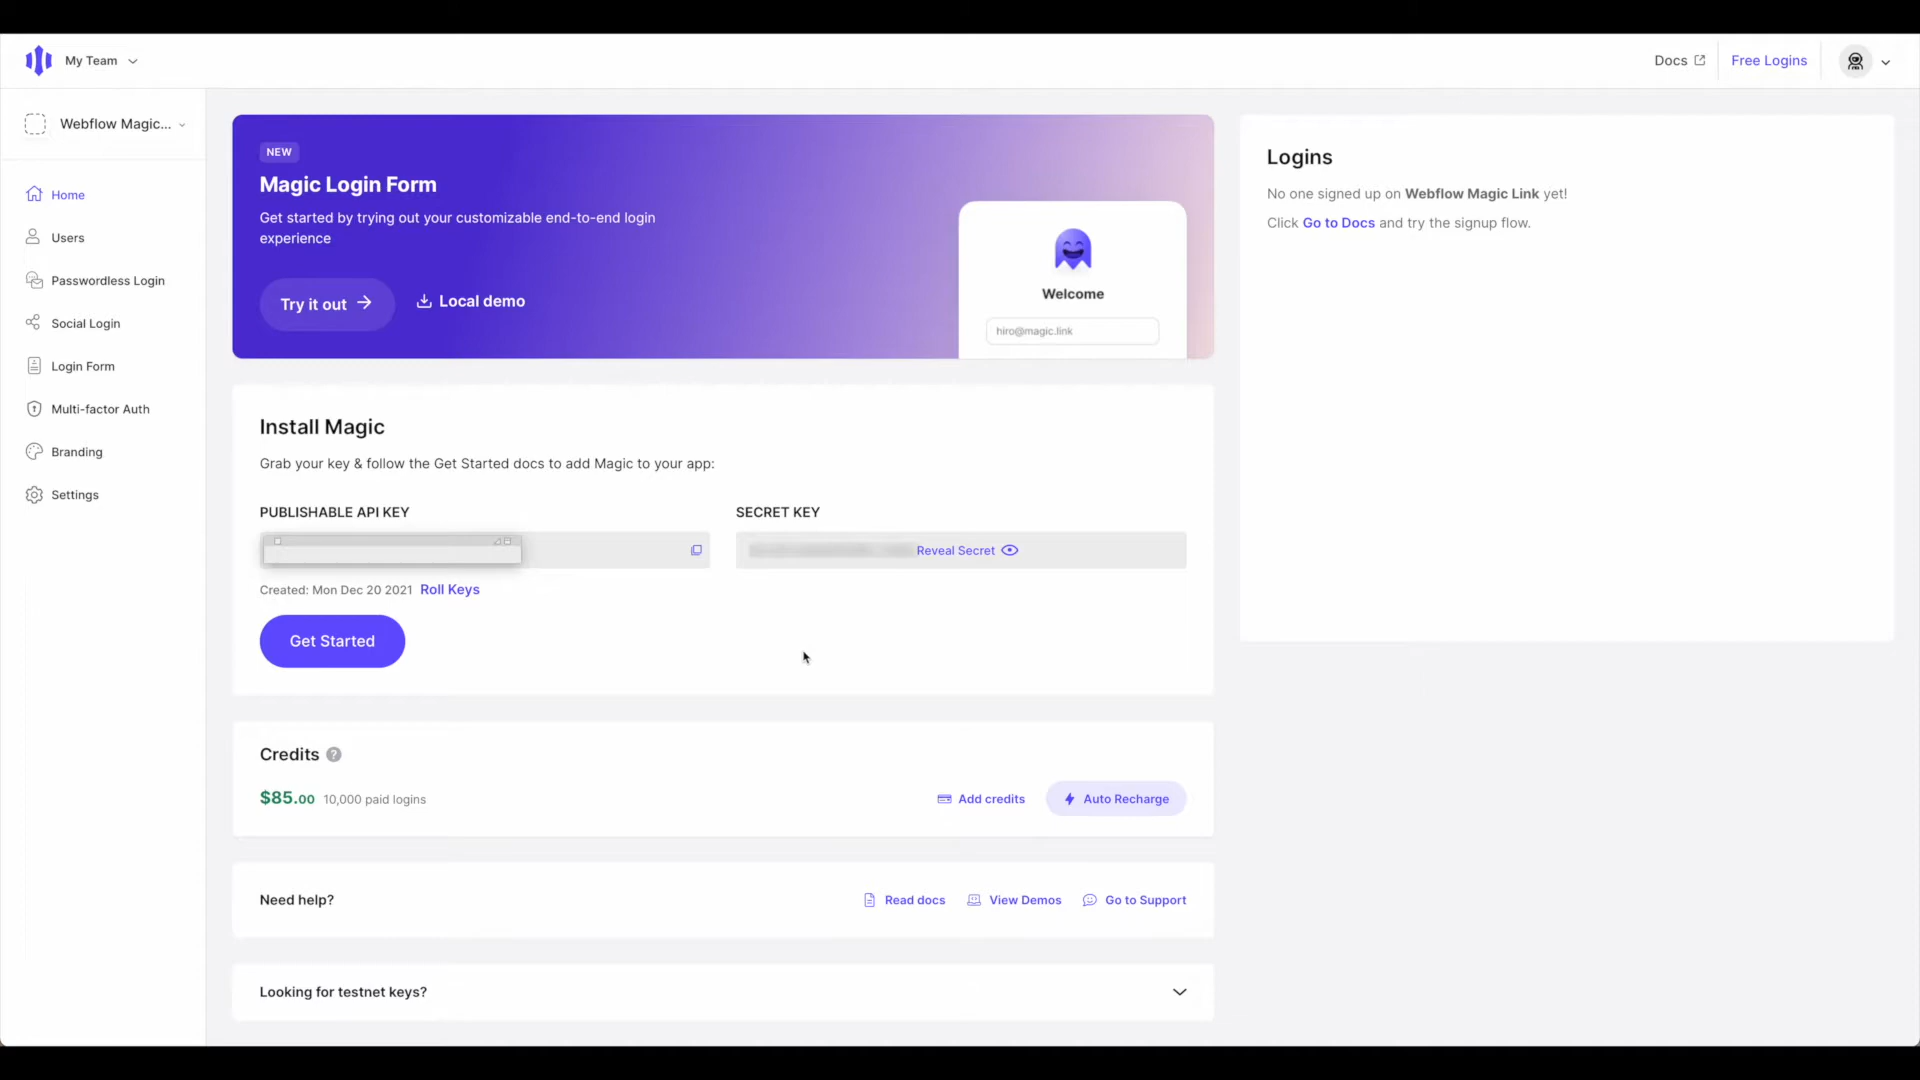 My Team
Docs
Free Logins
Webflow Magic...
Home
Users
Passwordless Login
Social Login
Login Form
Multi-factor Auth
Branding
Settings
NEW
Magic Login Form
Get started by trying out your customizable end-to-end login
experience
Try it out
Local demo
Welcome
hiro@magic.link
Install Magic
Grab your key & follow the Get Started docs to add Magic to your app:
PUBLISHABLE API KEY
SECRET KEY
Reveal Secret
Created: Mon Dec 20 2021 Roll Keys
Get Started
Credits ?
$85.00 10,000 paid logins
Add credits
Auto Recharge
Need help?
Read docs
View Demos
Go to Support
Looking for testnet keys?
Logins
No one signed up on Webflow Magic Link yet!
Click Go to Docs and try the signup flow.